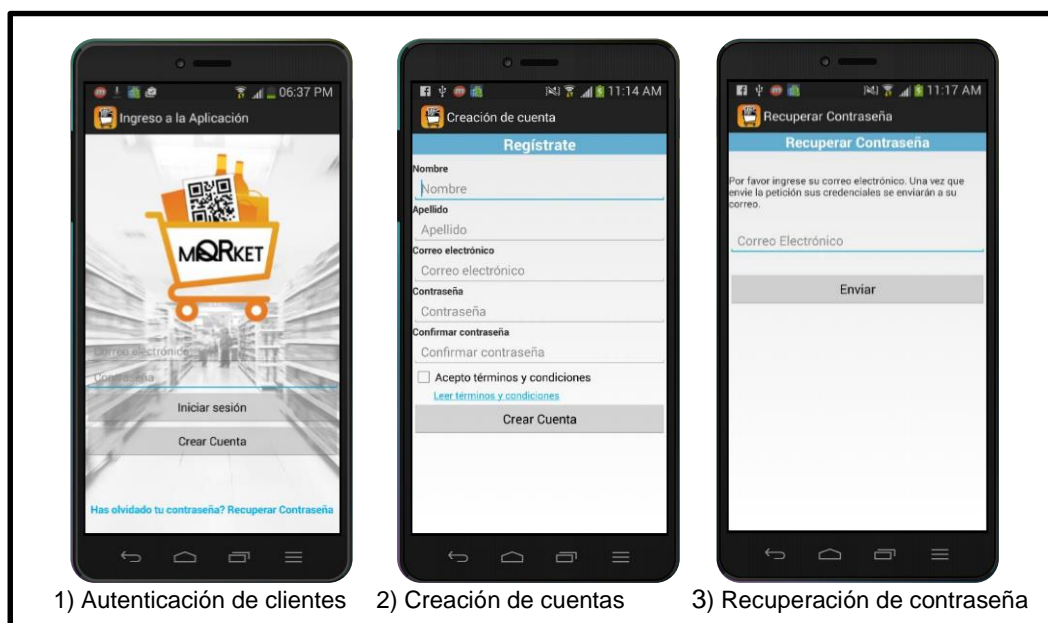 06:37 PM
Ingreso a la Aplicación
MQRKET
Correo electrónico
Contraseña
Iniciar sesión
Crear Cuenta
Has olvidado tu contraseña? Recuperar Contraseña
1) Autenticación de clientes
11:14 AM
Creación de cuenta
Regístrate
Nombre
Nombre
Apellido
Apellido
Correo electrónico
Correo electrónico
Contraseña
Contraseña
Confirmar contraseña
Confirmar contraseña
Acepto términos y condiciones
Leer términos y condiciones
Crear Cuenta
2) Creación de cuentas
11:17 AM
Recuperar Contraseña
Recuperar Contraseña
Por favor ingrese su correo electrónico. Una vez que
envie la petición sus credenciales se enviarán a su
correo.
Correo Electrónico
Enviar
3) Recuperación de contraseña